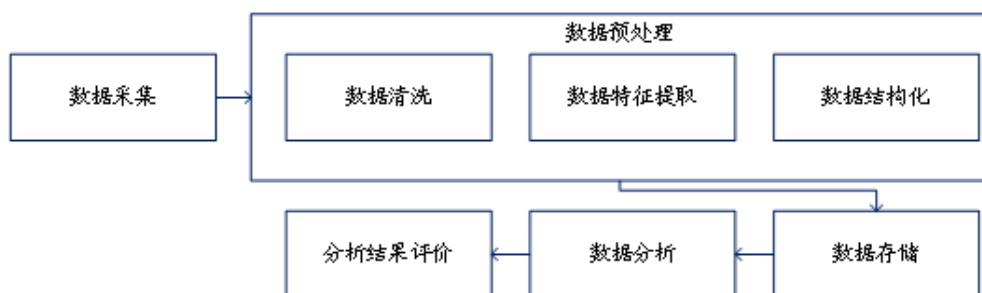 数据预处理
数据采集
数据清洗
数据特征提取
数据结构化
分析结果评价
数据分析
数据存储